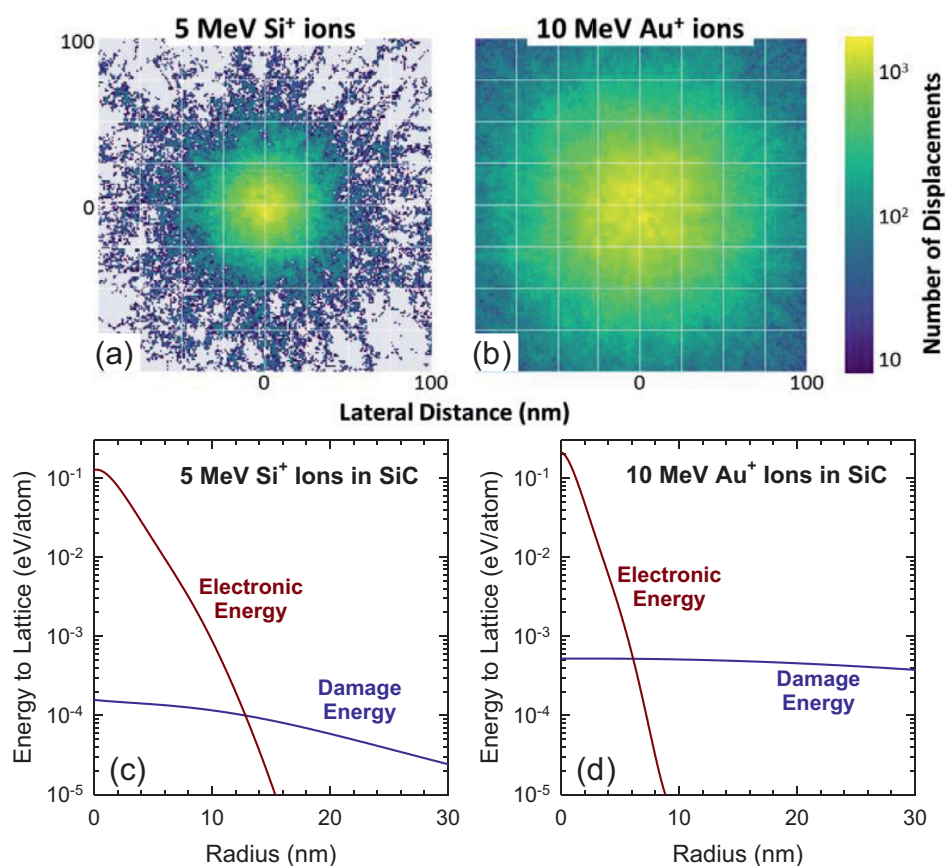 5 MeV Si⁺ ions
10 MeV Au⁺ ions
100
0
(a)
(b)
0
100
0
100
Lateral Distance (nm)
10³
10²
10
Number of Displacements
5 MeV Si⁺ Ions in SiC
10⁻¹
10⁻²
10⁻³
10⁻⁴
10⁻⁵
Energy to Lattice (eV/atom)
Electronic
Energy
Damage
Energy
(c)
0
10
20
30
Radius (nm)
10 MeV Au⁺ Ions in SiC
10⁻¹
10⁻²
10⁻³
10⁻⁴
10⁻⁵
Energy to Lattice (eV/atom)
Electronic
Energy
Damage
Energy
(d)
0
10
20
30
Radius (nm)